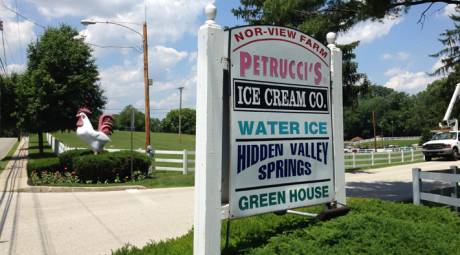 NOR-VIEW FARM
PETRUCCI'S
ICE CREAM CO.
WATER ICE
HIDDEN VALLEY
SPRINGS
GREEN HOUSE